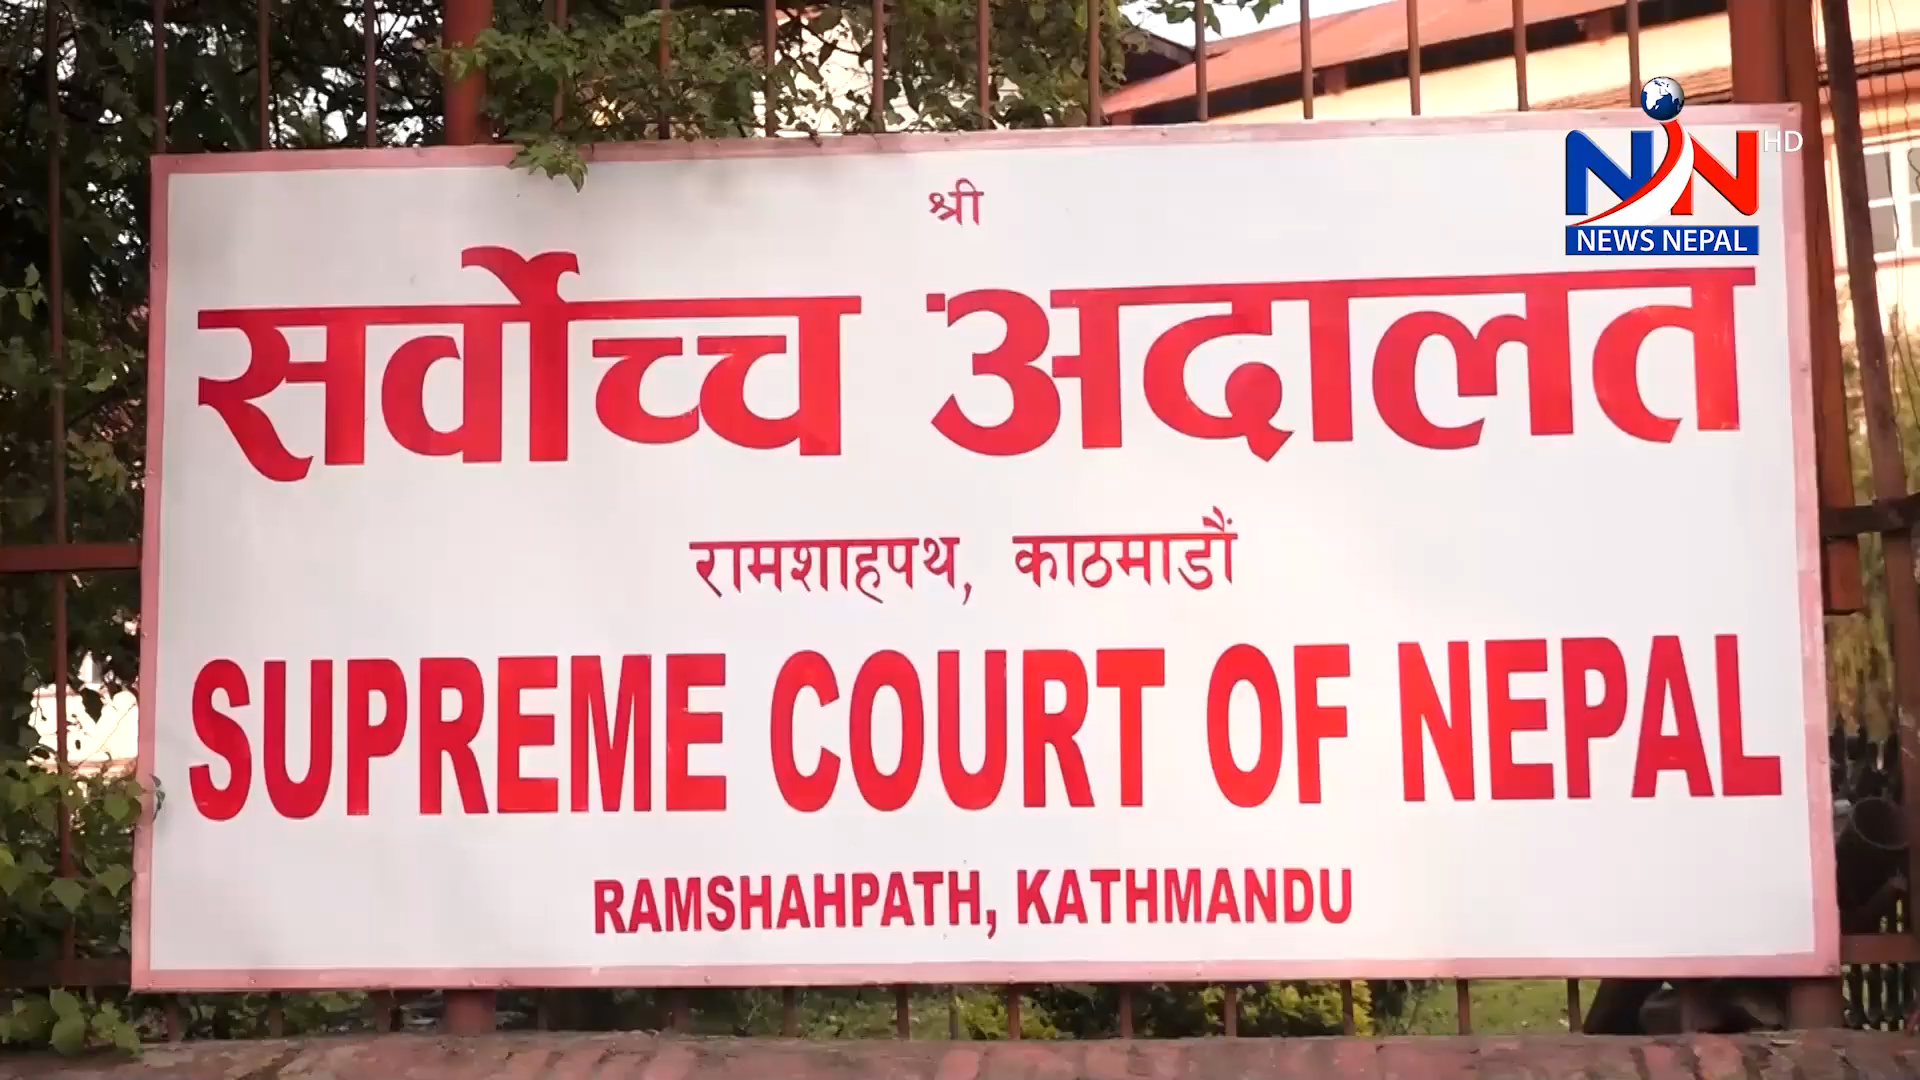 श्री
सर्वोच्च अदालत
रामशाहपथ, काठमाडौं
SUPREME COURT OF NEPAL
RAMSHAHPATH, KATHMANDU
NN HD
NEWS NEPAL